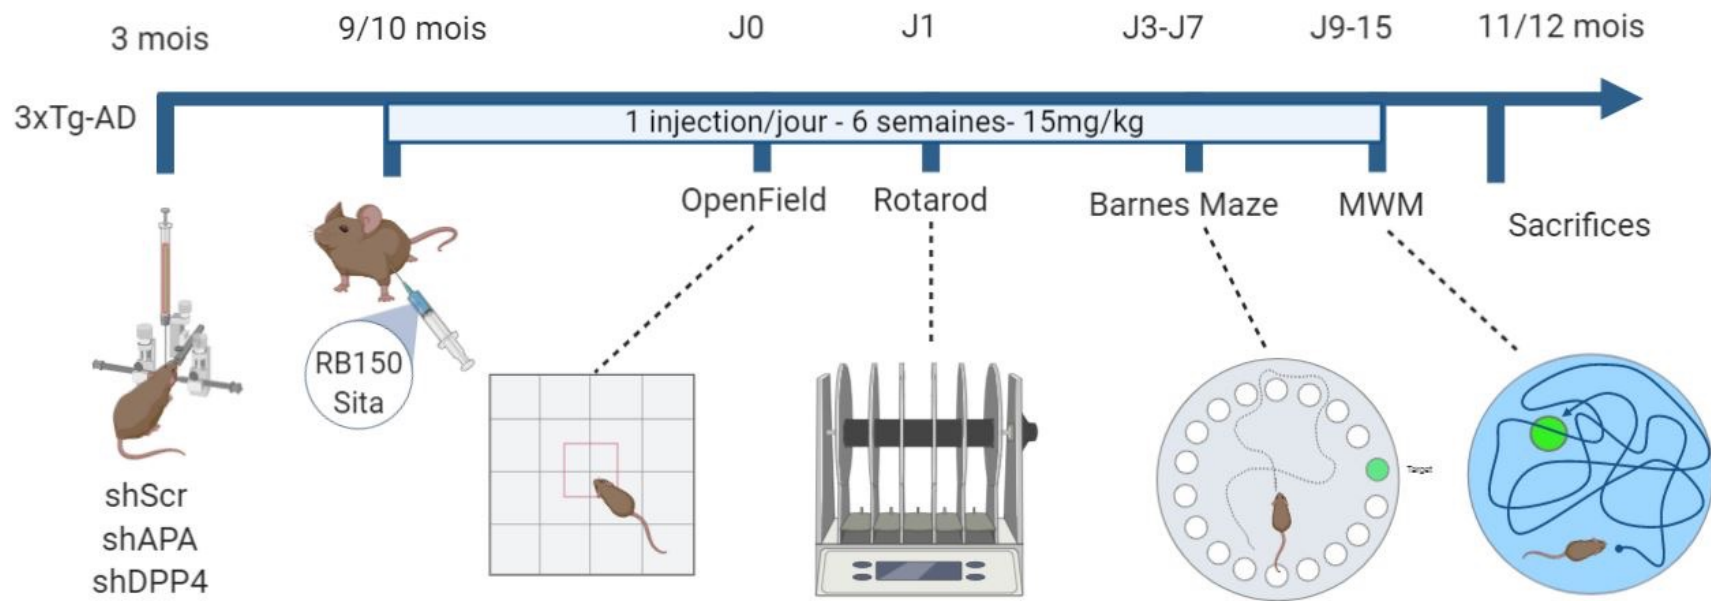 3 mois
9/10 mois
J0
J1
J3-J7
J9-15
11/12 mois
3xTg-AD
1 injection/jour - 6 semaines- 15mg/kg
OpenField
Rotarod
Barnes Maze
MWM
Sacrifices
RB150
Sita
Target
shScr
shAPA
shDPP4